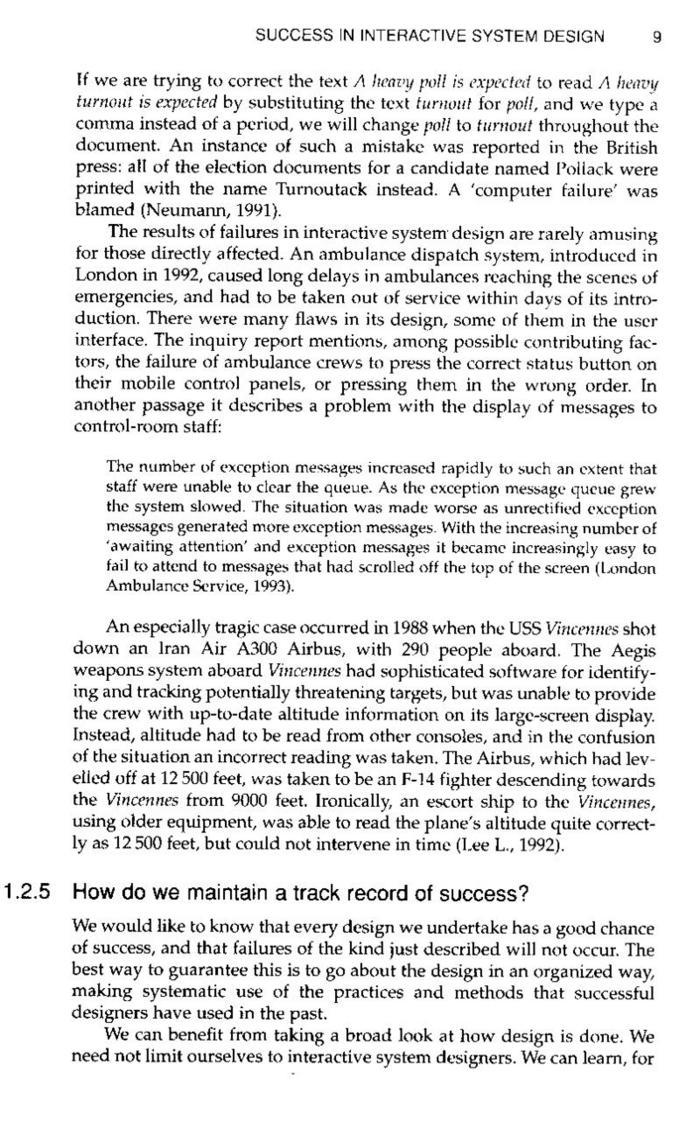 SUCCESS IN INTERACTIVE SYSTEM DESIGN 9
If we are trying to correct the text A heavy poll is expected to read A heavy
turnout is expected by substituting the text turnout for poll, and we type a
comma instead of a period, we will change poll to turnout throughout the
document. An instance of such a mistake was reported in the British
press: all of the election documents for a candidate named Pollack were
printed with the name Turnoutack instead. A 'computer failure' was
blamed (Neumann, 1991).
The results of failures in interactive system design are rarely amusing
for those directly affected. An ambulance dispatch system, introduced in
London in 1992, caused long delays in ambulances reaching the scenes of
emergencies, and had to be taken out of service within days of its intro-
duction. There were many flaws in its design, some of them in the user
interface. The inquiry report mentions, among possible contributing fac-
tors, the failure of ambulance crews to press the correct status button on
their mobile control panels, or pressing them in the wrong order. In
another passage it describes a problem with the display of messages to
control-room staff:
The number of exception messages increased rapidly to such an extent that
staff were unable to clear the queue. As the exception message queue grew
the system slowed. The situation was made worse as unrectified exception
messages generated more exception messages. With the increasing number of
'awaiting attention' and exception messages it became increasingly easy to
fail to attend to messages that had scrolled off the top of the screen (London
Ambulance Service, 1993).
An especially tragic case occurred in 1988 when the USS Vincennes shot
down an Iran Air A300 Airbus, with 290 people aboard. The Aegis
weapons system aboard Vincennes had sophisticated software for identify-
ing and tracking potentially threatening targets, but was unable to provide
the crew with up-to-date altitude information on its large-screen display.
Instead, altitude had to be read from other consoles, and in the confusion
of the situation an incorrect reading was taken. The Airbus, which had lev-
elled off at 12 500 feet, was taken to be an F-14 fighter descending towards
the Vincennes from 9000 feet. Ironically, an escort ship to the Vincennes,
using older equipment, was able to read the plane's altitude quite correct-
ly as 12 500 feet, but could not intervene in time (Lee L., 1992).
1.2.5 How do we maintain a track record of success?
We would like to know that every design we undertake has a good chance
of success, and that failures of the kind just described will not occur. The
best way to guarantee this is to go about the design in an organized way,
making systematic use of the practices and methods that successful
designers have used in the past.
We can benefit from taking a broad look at how design is done. We
need not limit ourselves to interactive system designers. We can learn, for